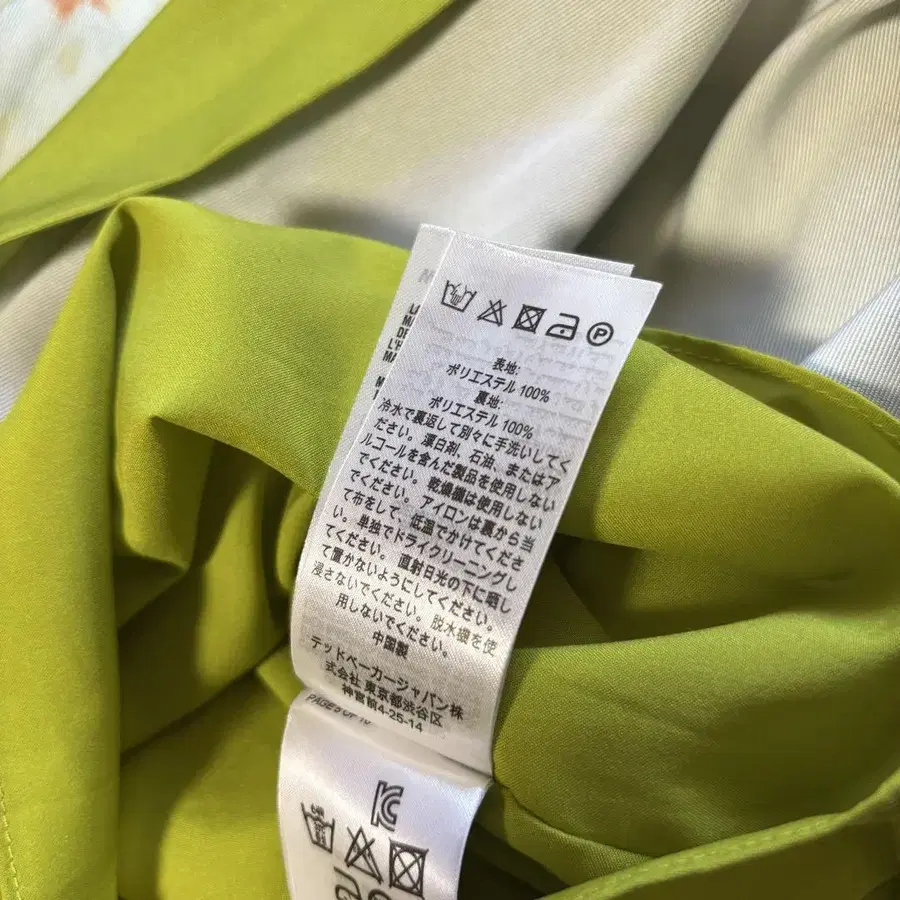 M
DE
L'H
MA
P
表地:
ポリエステル 100%
裏地:
ポリエステル 100%
冷水で裏返して別々に手洗いしてく
ださい。漂白剤、石油、またはア
ルコールを含んだ製品を使用しない
でください。乾燥機は使用しない
でください。アイロンは裏から当
て布をして、低温でかけてくださ
い。単独でドライクリーニングし
てください。直射日光の下に晒し
て置かないようにしてください。
浸さないでください。脱水機を使
用しないでください。
中国製
テッドベーカージャパン株
式会社 東京都渋谷区
神宮前4-25-14
PAGE 5 OF 10